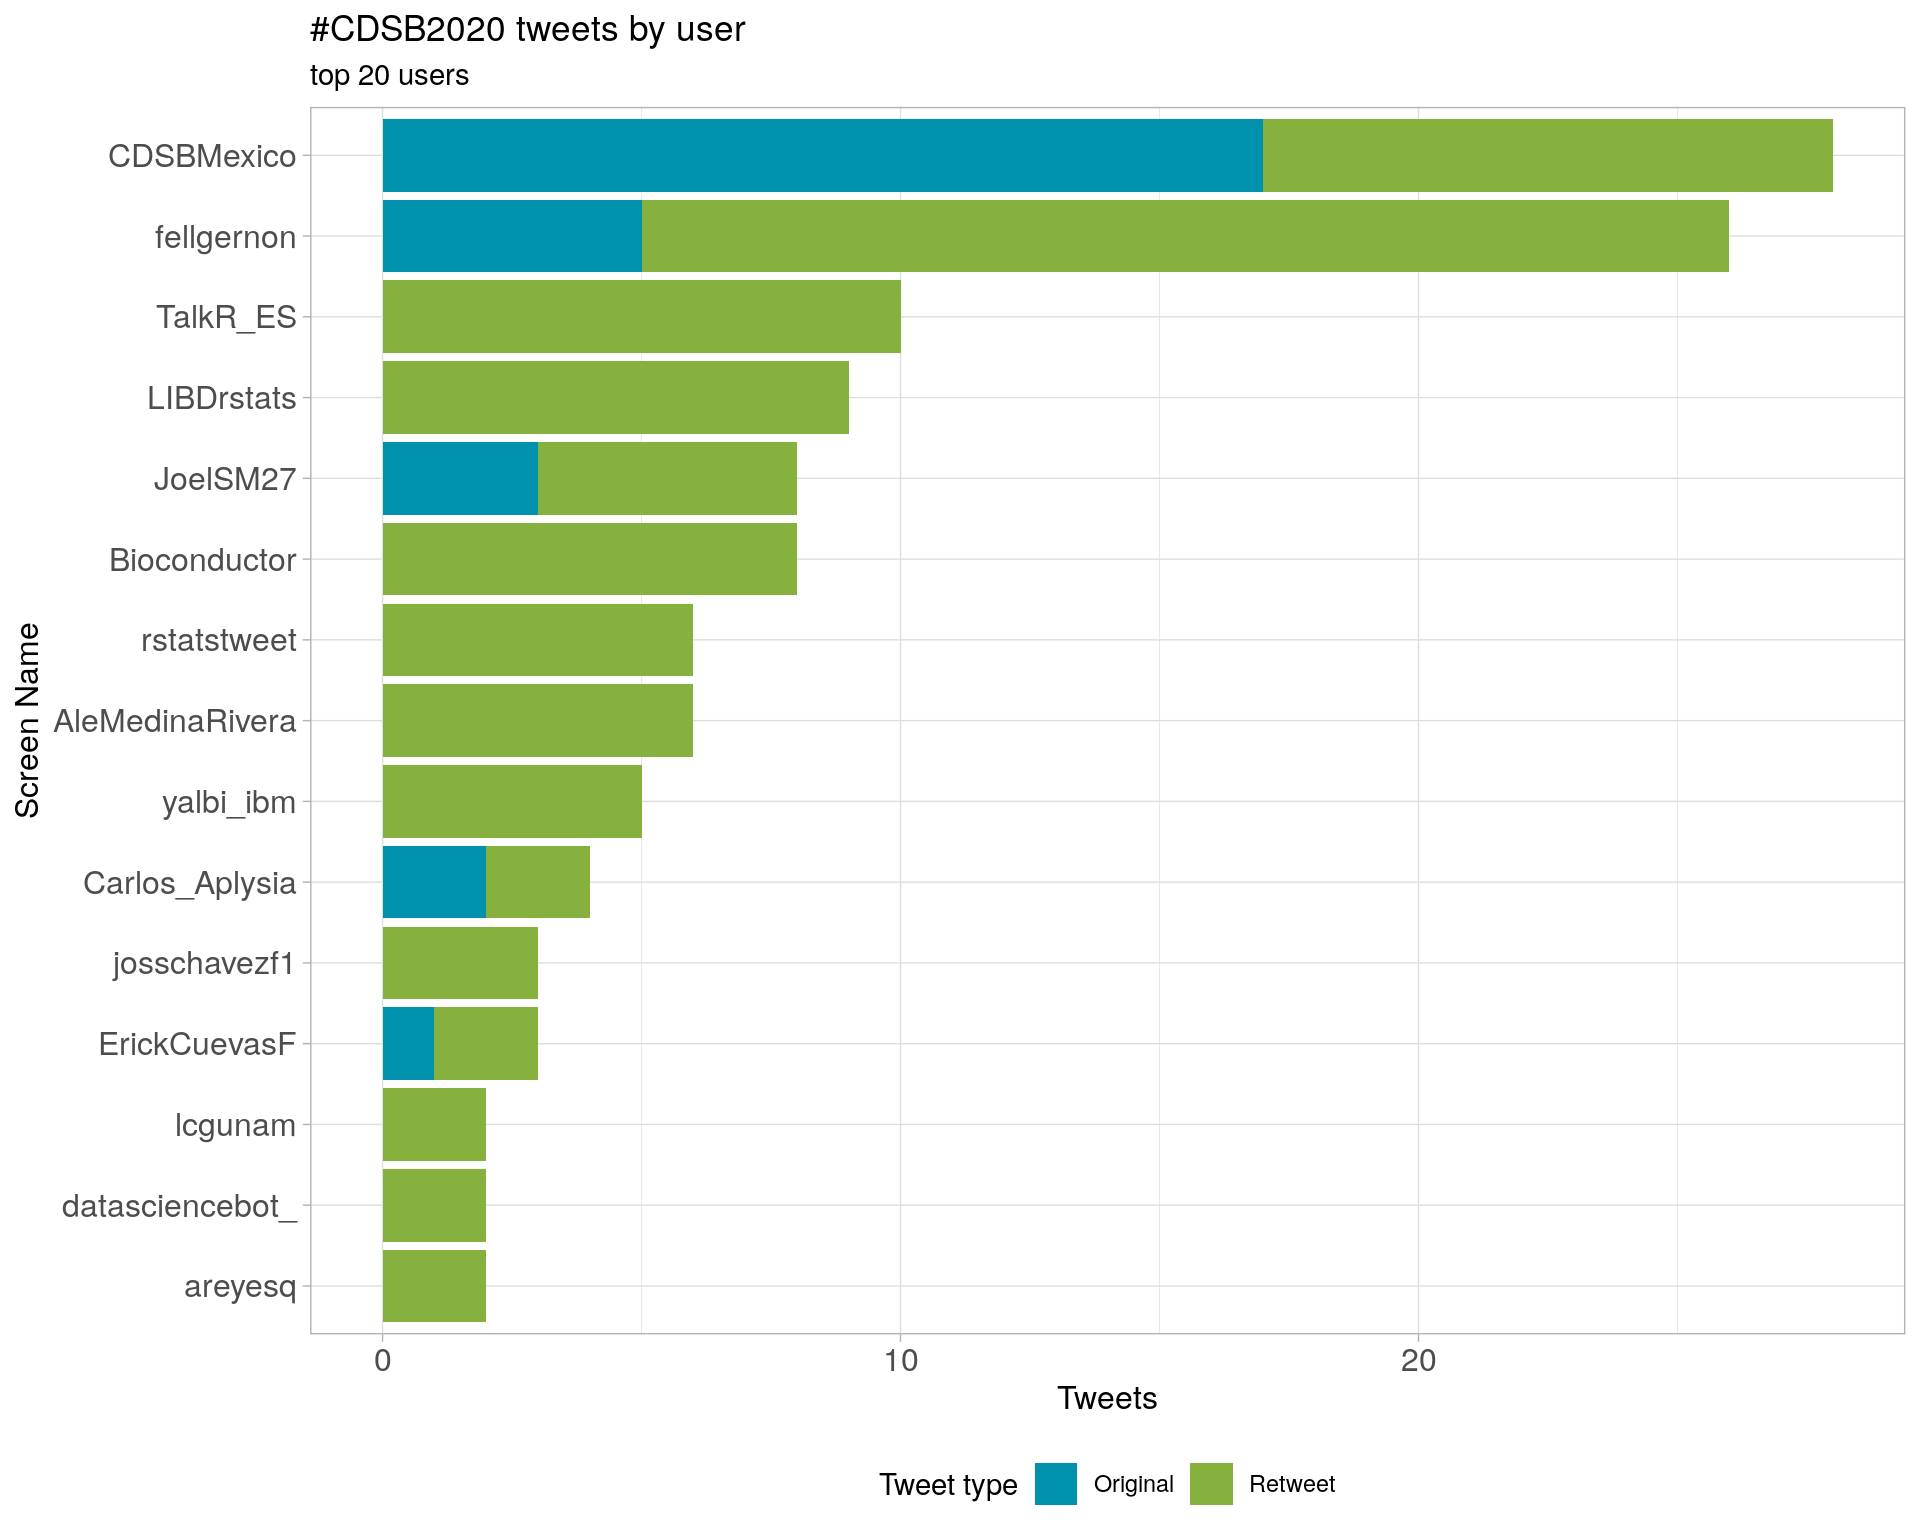 #CDSB2020 tweets by user
top 20 users
Screen Name
CDSBMexico
fellgernon
TalkR_ES
LIBDrstats
JoelSM27
Bioconductor
rstatstweet
AleMedinaRivera
yalbi_ibm
Carlos_Aplysia
josschavezf1
ErickCuevasF
lcgunam
datasciencebot_
areyesq
0 10 20
Tweets
Tweet type Original Retweet